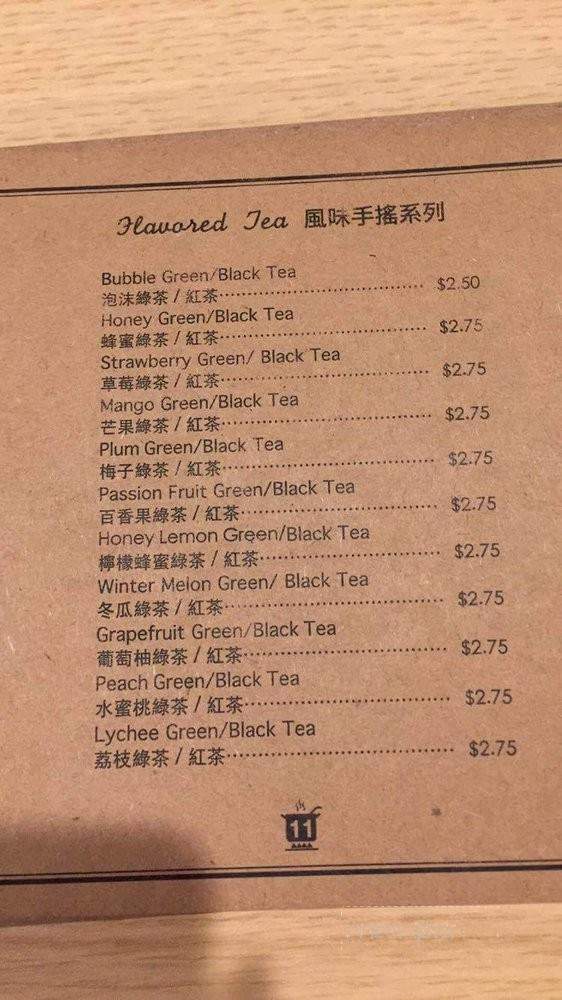 Flavored Tea 風味手搖系列
Bubble Green/Black Tea
泡沫綠茶 / 紅茶 $2.50
Honey Green/Black Tea
蜂蜜綠茶 / 紅茶 $2.75
Strawberry Green/ Black Tea
草莓綠茶 / 紅茶 $2.75
Mango Green/Black Tea
芒果綠茶 / 紅茶 $2.75
Plum Green/Black Tea
梅子綠茶 / 紅茶 $2.75
Passion Fruit Green/Black Tea
百香果綠茶 / 紅茶 $2.75
Honey Lemon Green/Black Tea
檸檬蜂蜜綠茶 / 紅茶 $2.75
Winter Melon Green/ Black Tea
冬瓜綠茶 / 紅茶 $2.75
Grapefruit Green/Black Tea
葡萄柚綠茶 / 紅茶 $2.75
Peach Green/Black Tea
水蜜桃綠茶 / 紅茶 $2.75
Lychee Green/Black Tea
荔枝綠茶 / 紅茶 $2.75
11